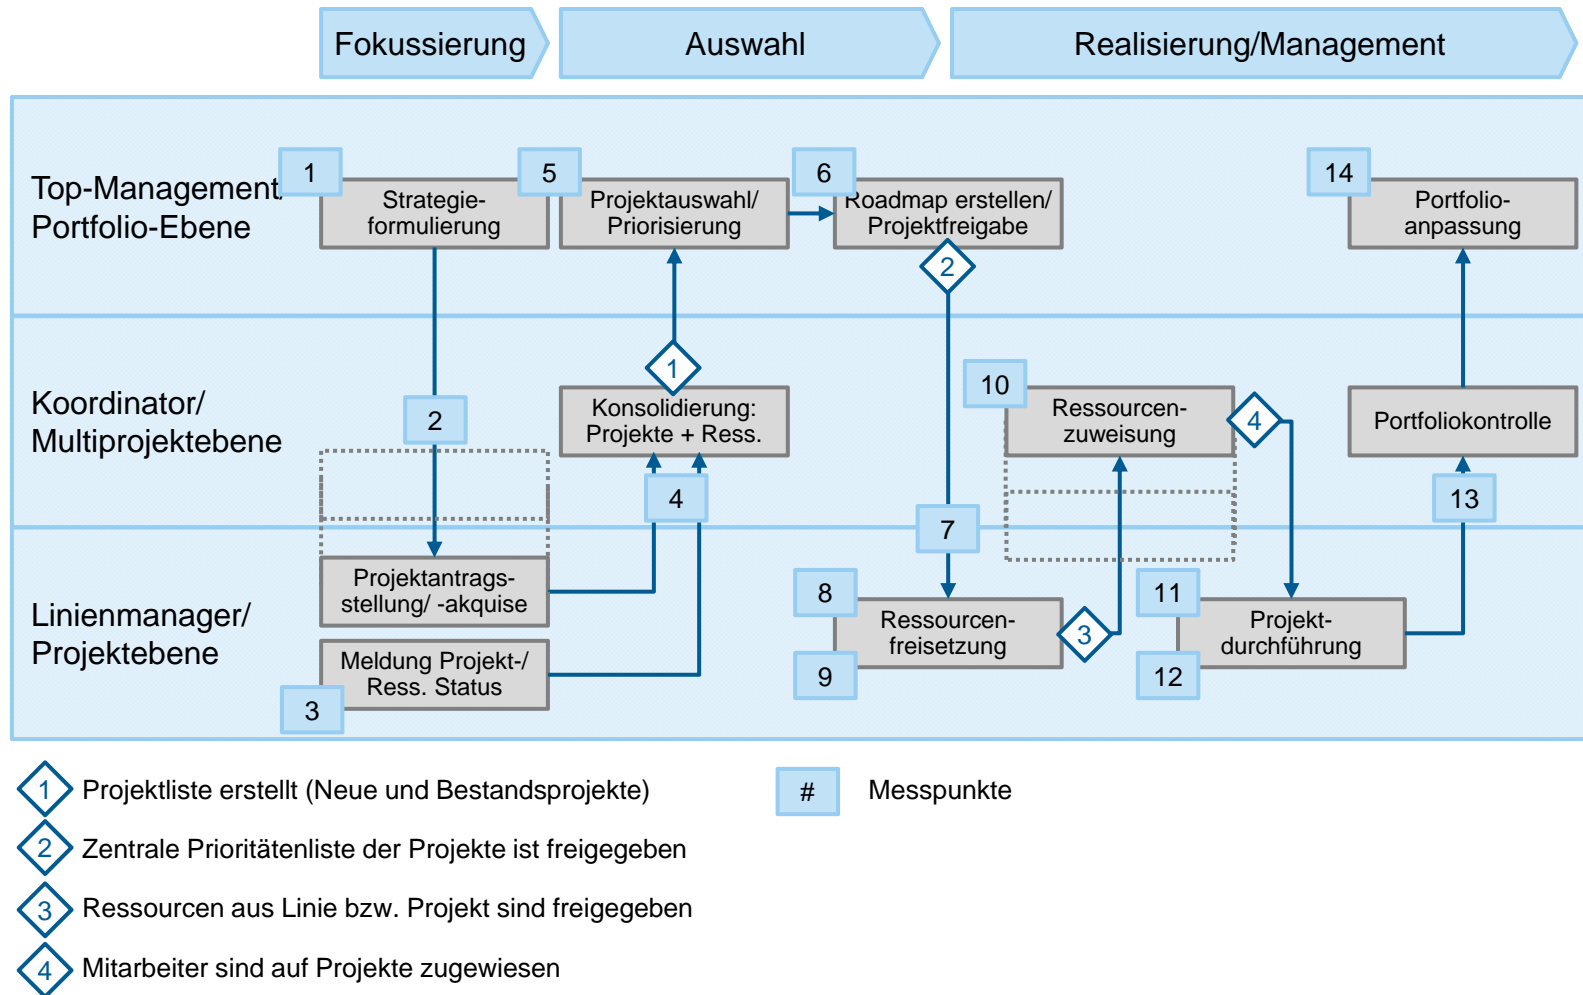 Fokussierung
Auswahl
Realisierung/Management
Top-Management/
Portfolio-Ebene
1
Strategie-
formulierung
5
Projektauswahl/
Priorisierung
6
Roadmap erstellen/
Projektfreigabe
2
14
Portfolio-
anpassung
Koordinator/
Multiprojektebene
2
1
Konsolidierung:
Projekte + Ress.
4
10
Ressourcen-
zuweisung
4
Portfoliokontrolle
13
7
Linienmanager/
Projektebene
Projektantrags-
stellung/ -akquise
Meldung Projekt-/
Ress. Status
3
8
Ressourcen-
freisetzung
9
3
11
Projekt-
durchführung
12
1 Projektliste erstellt (Neue und Bestandsprojekte)
# Messpunkte
2 Zentrale Prioritätenliste der Projekte ist freigegeben
3 Ressourcen aus Linie bzw. Projekt sind freigegeben
4 Mitarbeiter sind auf Projekte zugewiesen